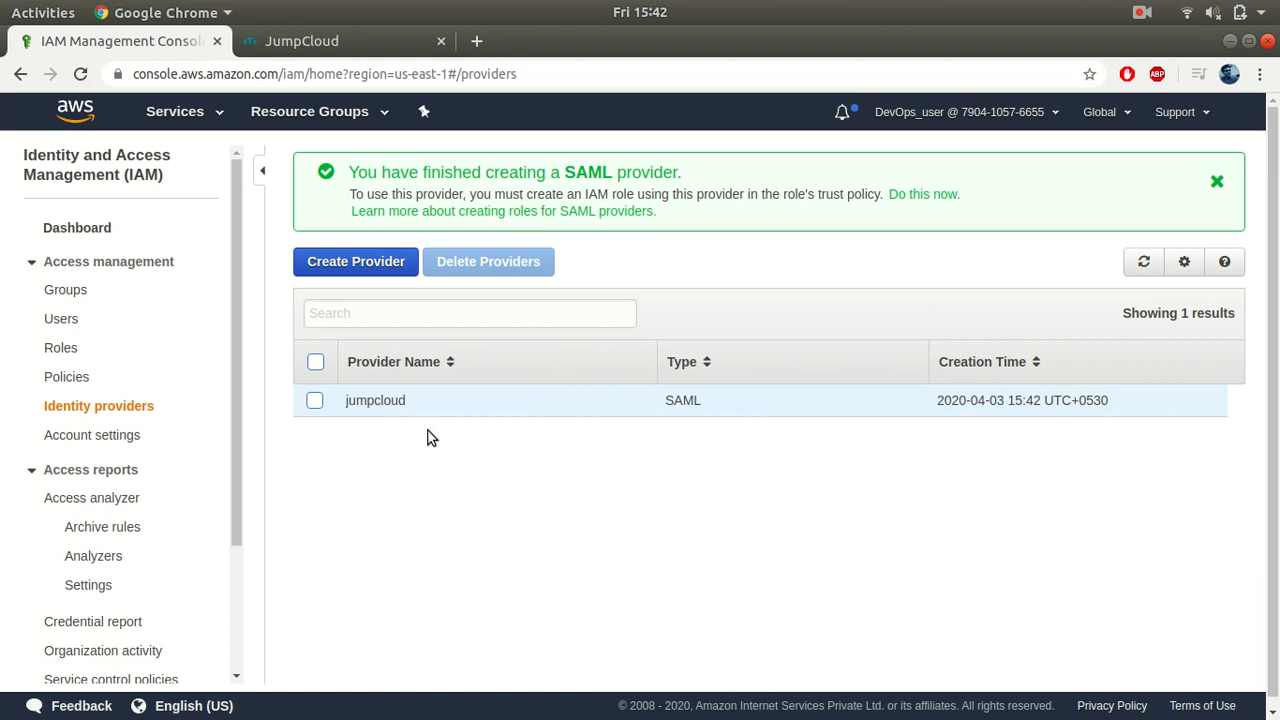 Activities
Google Chrome
Fri 15:42
IAM Management Consol
JumpCloud
console.aws.amazon.com/iam/home?region=us-east-1#/providers
ABP
aws
Services
Resource Groups
DevOps_user @ 7904-1057-6655
Global
Support
Identity and Access
Management (IAM)
Dashboard
Access management
Groups
Users
Roles
Policies
Identity providers
Account settings
Access reports
Access analyzer
Archive rules
Analyzers
Settings
Credential report
Organization activity
Service control policies
You have finished creating a SAML provider.
To use this provider, you must create an IAM role using this provider in the role's trust policy. Do this now.
Learn more about creating roles for SAML providers.
Create Provider
Delete Providers
Search
Showing 1 results
Provider Name
Type
Creation Time
jumpcloud
SAML
2020-04-03 15:42 UTC+0530
Feedback
English (US)
© 2008 - 2020, Amazon Internet Services Private Ltd. or its affiliates. All rights reserved.
Privacy Policy
Terms of Use